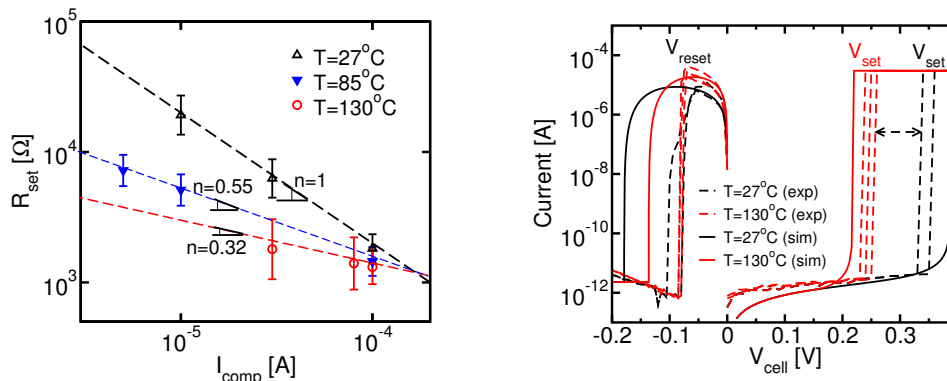 10^5
10^4
10^3
R_set [Ω]
T=27°C
T=85°C
T=130°C
n=0.55
n=1
n=0.32
10^-5
10^-4
I_comp [A]
10^-4
10^-6
10^-8
10^-10
10^-12
Current [A]
V_reset
V_set
V_set
T=27°C (exp)
T=130°C (exp)
T=27°C (sim)
T=130°C (sim)
-0.2
-0.1
0
0.1
0.2
0.3
V_cell [V]